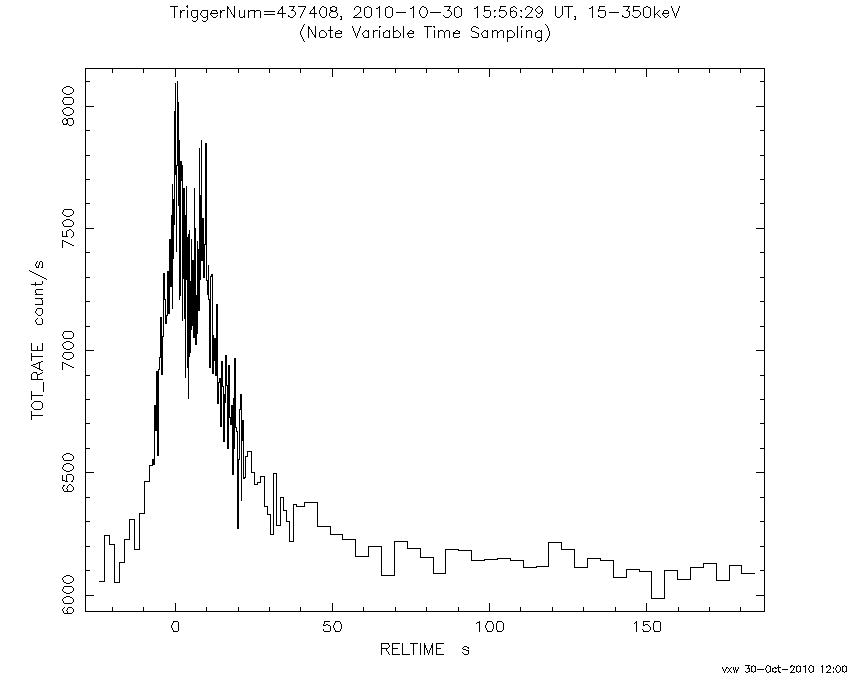 TriggerNum=437408, 2010-10-30 15:56:29 UT, 15-350keV
(Note Variable Time Sampling)
TOT_RATE count/s
8000
7500
7000
6500
6000
0 50 100 150
RELTIME s
vxw 30-Oct-2010 12:00